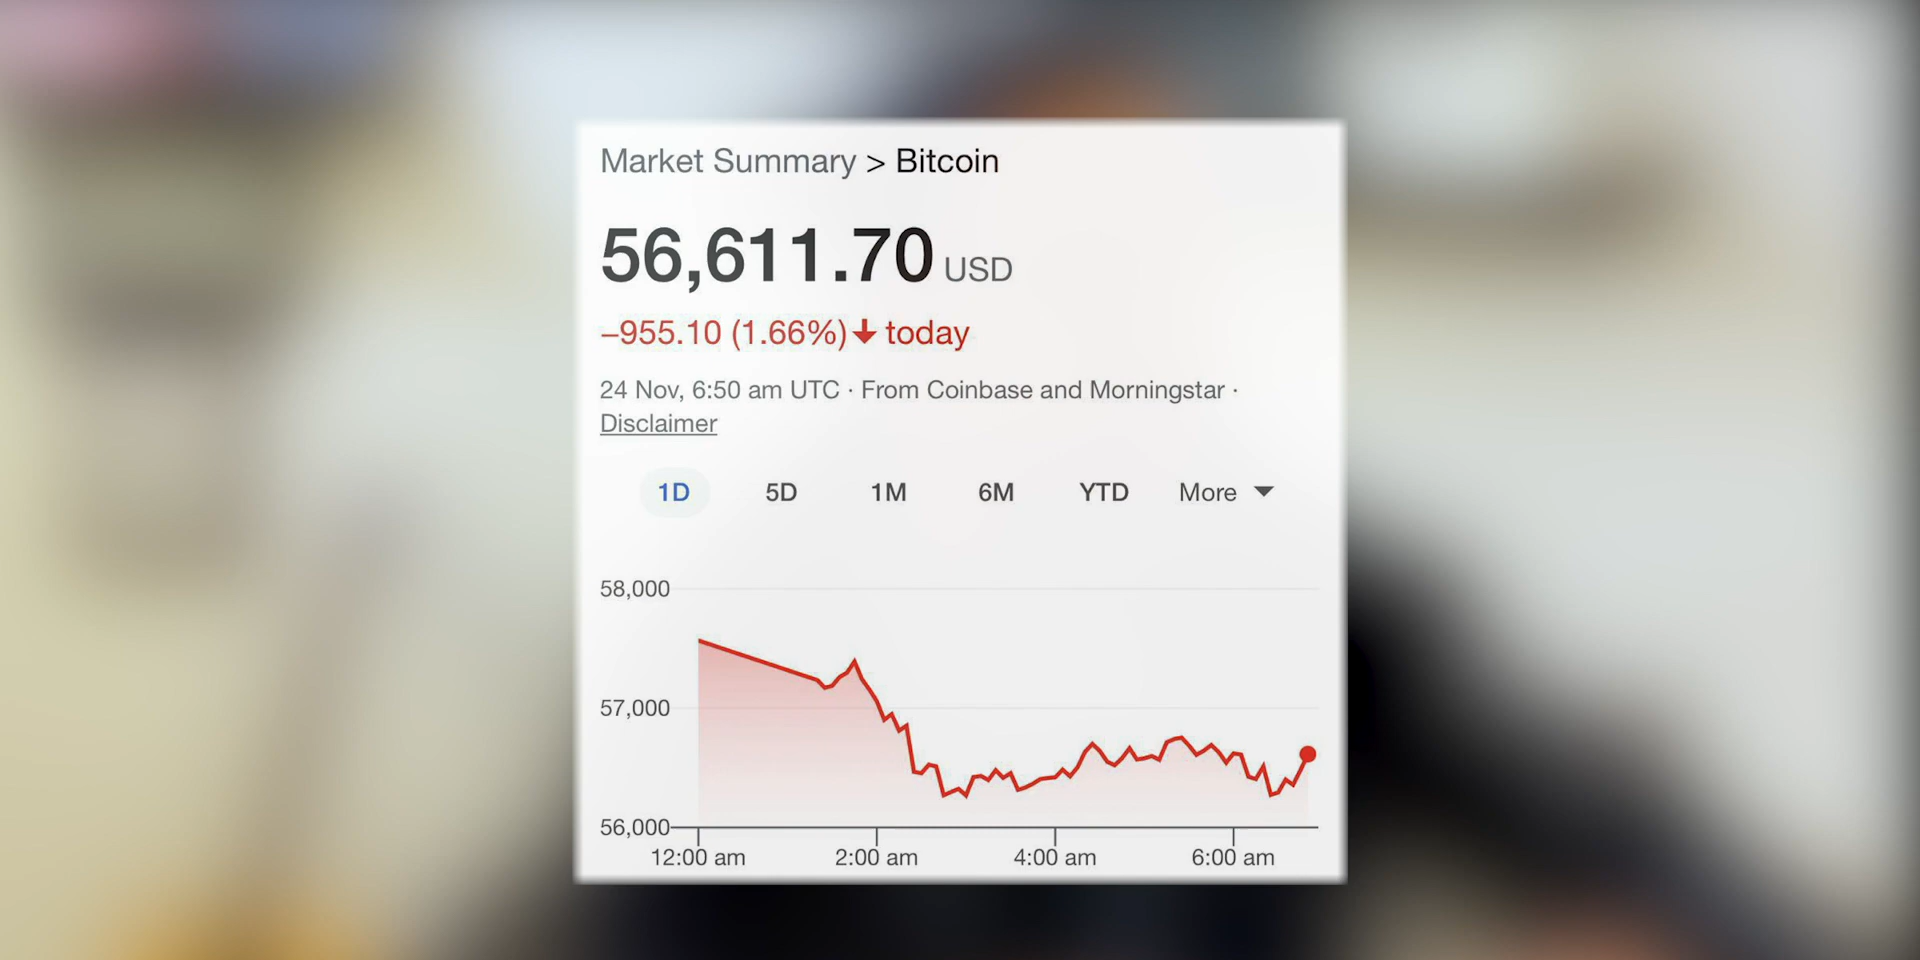 Market Summary > Bitcoin
56,611.70 USD
–955.10 (1.66%) ↓ today
24 Nov, 6:50 am UTC · From Coinbase and Morningstar ·
Disclaimer
1D 5D 1M 6M YTD More
58,000
57,000
56,000
12:00 am 2:00 am 4:00 am 6:00 am